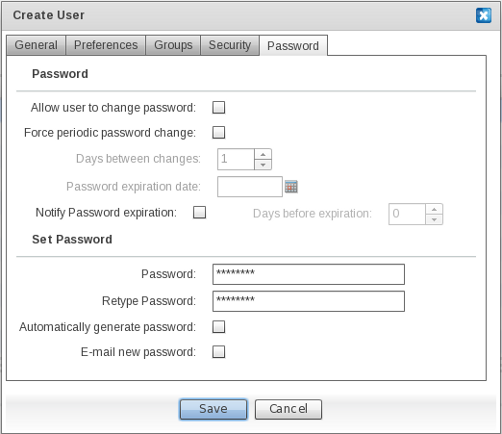 Create User
General Preferences Groups Security Password
Password
Allow user to change password:
Force periodic password change:
Days between changes: 1
Password expiration date:
Notify Password expiration: Days before expiration: 0
Set Password
Password: ********
Retype Password: ********
Automatically generate password:
E-mail new password:
Save Cancel